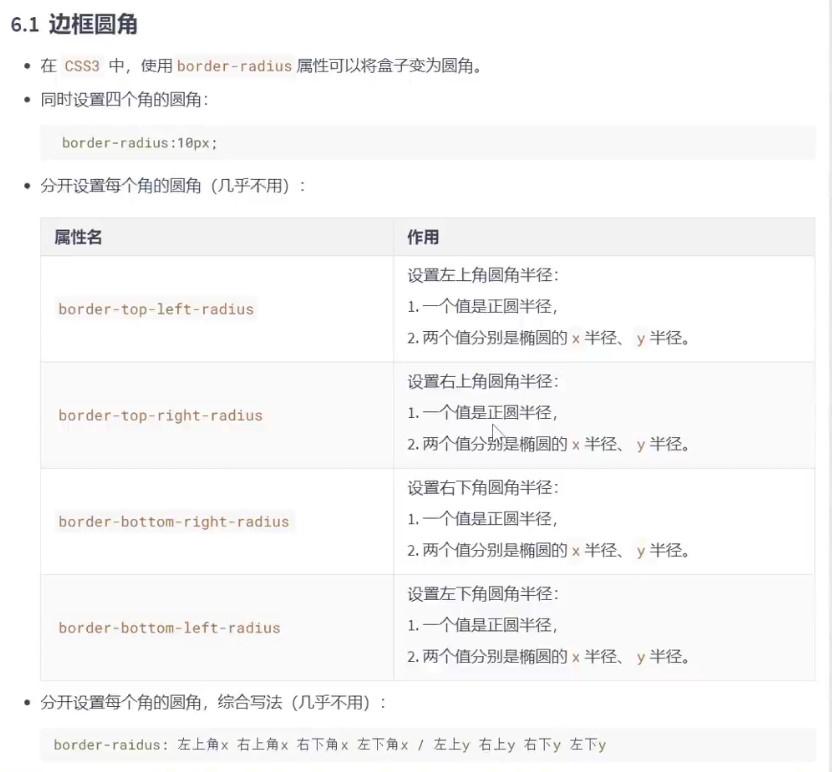 6.1 边框圆角
• 在 CSS3 中，使用 border-radius 属性可以将盒子变为圆角。
• 同时设置四个角的圆角：
border-radius:10px;
• 分开设置每个角的圆角（几乎不用）：
属性名 作用
border-top-left-radius
设置左上角圆角半径：
1. 一个值是正圆半径，
2. 两个值分别是椭圆的 x 半径、 y 半径。
border-top-right-radius
设置右上角圆角半径：
1. 一个值是正圆半径，
2. 两个值分别是椭圆的 x 半径、 y 半径。
border-bottom-right-radius
设置右下角圆角半径：
1. 一个值是正圆半径，
2. 两个值分别是椭圆的 x 半径、 y 半径。
border-bottom-left-radius
设置左下角圆角半径：
1. 一个值是正圆半径，
2. 两个值分别是椭圆的 x 半径、 y 半径。
• 分开设置每个角的圆角，综合写法（几乎不用）：
border-raidus: 左上角x 右上角x 右下角x 左下角x / 左上y 右上y 右下y 左下y